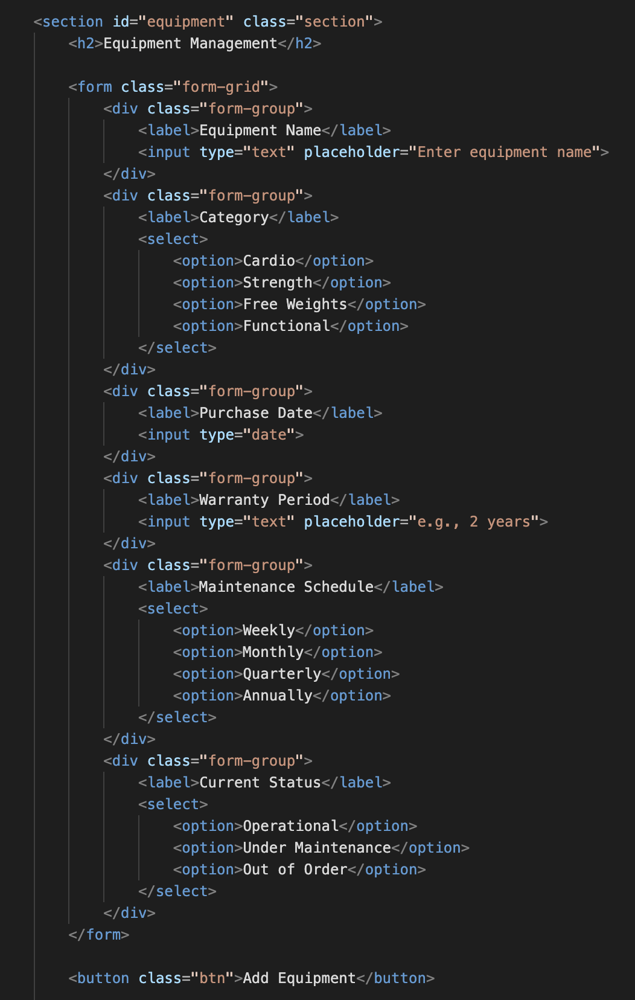 <section id="equipment" class="section">
<h2>Equipment Management</h2>
<form class="form-grid">
<div class="form-group">
<label>Equipment Name</label>
<input type="text" placeholder="Enter equipment name">
</div>
<div class="form-group">
<label>Category</label>
<select>
<option>Cardio</option>
<option>Strength</option>
<option>Free Weights</option>
<option>Functional</option>
</select>
</div>
<div class="form-group">
<label>Purchase Date</label>
<input type="date">
</div>
<div class="form-group">
<label>Warranty Period</label>
<input type="text" placeholder="e.g., 2 years">
</div>
<div class="form-group">
<label>Maintenance Schedule</label>
<select>
<option>Weekly</option>
<option>Monthly</option>
<option>Quarterly</option>
<option>Annually</option>
</select>
</div>
<div class="form-group">
<label>Current Status</label>
<select>
<option>Operational</option>
<option>Under Maintenance</option>
<option>Out of Order</option>
</select>
</div>
</form>
<button class="btn">Add Equipment</button>